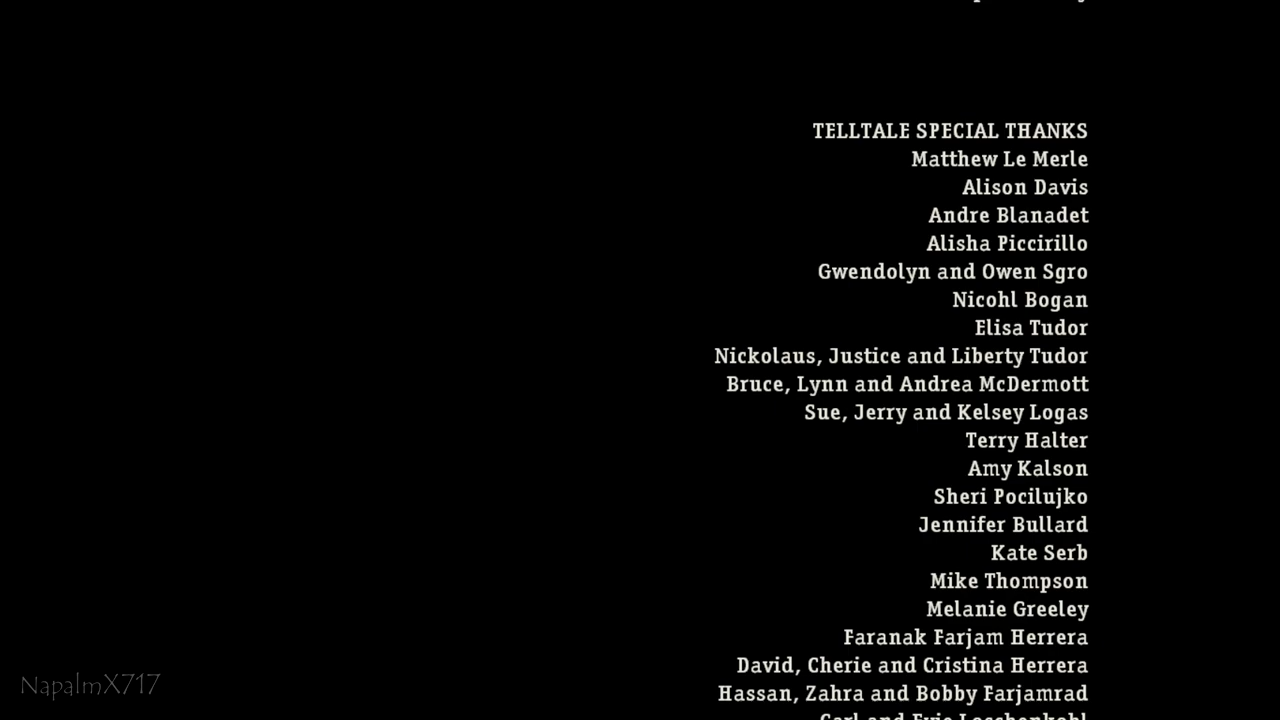 TELLTALE SPECIAL THANKS
Matthew Le Merle
Alison Davis
Andre Blanadet
Alisha Piccirillo
Gwendolyn and Owen Sgro
Nicohl Bogan
Elisa Tudor
Nickolaus, Justice and Liberty Tudor
Bruce, Lynn and Andrea McDermott
Sue, Jerry and Kelsey Logas
Terry Halter
Amy Kalson
Sheri Pocilujko
Jennifer Bullard
Kate Serb
Mike Thompson
Melanie Greeley
Faranak Farjam Herrera
David, Cherie and Cristina Herrera
Hassan, Zahra and Bobby Farjamrad
NapalmX717